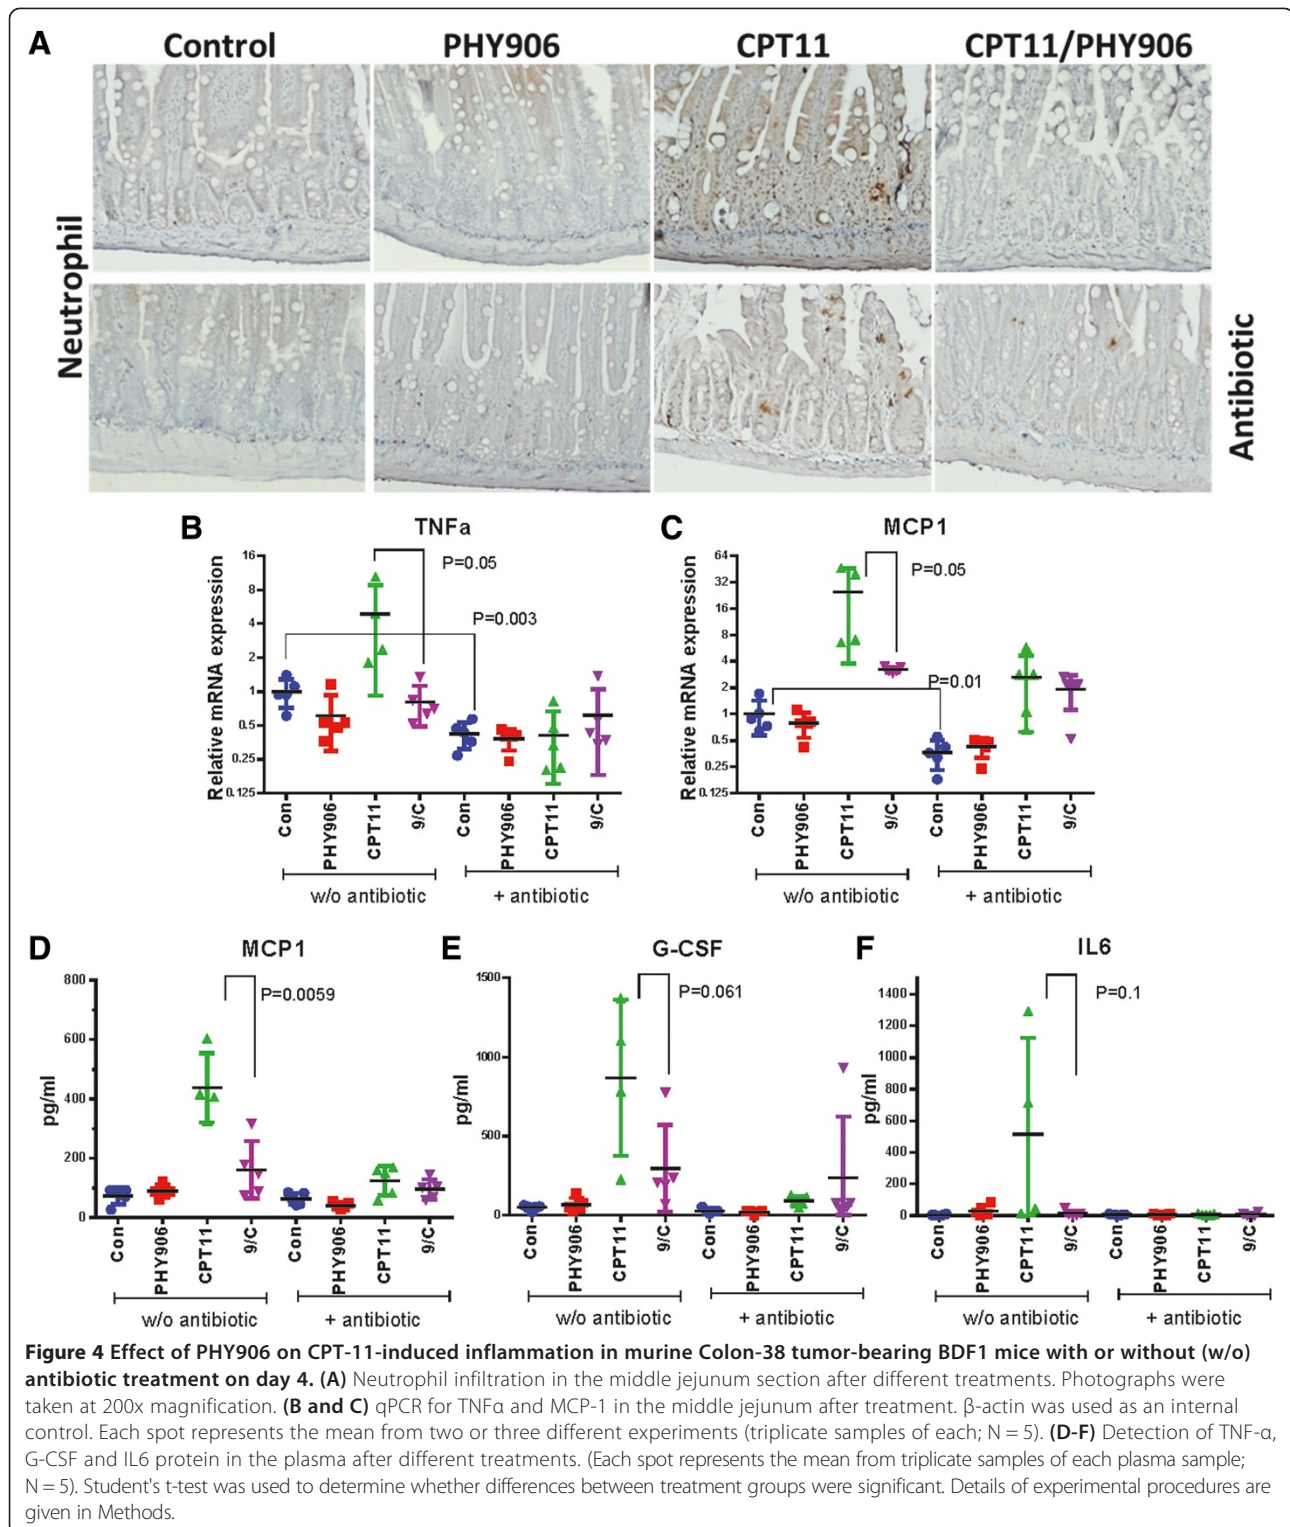 A
Control PHY906 CPT11 CPT11/PHY906
Neutrophil
Antibiotic
B
TNFa
Relative mRNA expression
16
8
4
2
1
0.5
0.25
0.125
P=0.05
P=0.003
Con PHY906 CPT11 9/C Con PHY906 CPT11 9/C
w/o antibiotic + antibiotic
C
MCP1
Relative mRNA expression
64
32
16
8
4
2
1
0.5
0.25
0.125
P=0.05
P=0.01
Con PHY906 CPT11 9/C Con PHY906 CPT11 9/C
w/o antibiotic + antibiotic
D
MCP1
pg/ml
800
600
400
200
0
P=0.0059
Con PHY906 CPT11 9/C Con PHY906 CPT11 9/C
w/o antibiotic + antibiotic
E
G-CSF
pg/ml
1500
1000
500
0
P=0.061
Con PHY906 CPT11 9/C Con PHY906 CPT11 9/C
w/o antibiotic + antibiotic
F
IL6
pg/ml
1400
1200
1000
800
600
400
200
0
P=0.1
Con PHY906 CPT11 9/C Con PHY906 CPT11 9/C
w/o antibiotic + antibiotic
Figure 4 Effect of PHY906 on CPT-11-induced inflammation in murine Colon-38 tumor-bearing BDF1 mice with or without (w/o)
antibiotic treatment on day 4. (A) Neutrophil infiltration in the middle jejunum section after different treatments. Photographs were
taken at 200x magnification. (B and C) qPCR for TNFα and MCP-1 in the middle jejunum after treatment. β-actin was used as an internal
control. Each spot represents the mean from two or three different experiments (triplicate samples of each; N = 5). (D-F) Detection of TNF-α,
G-CSF and IL6 protein in the plasma after different treatments. (Each spot represents the mean from triplicate samples of each plasma sample;
N = 5). Student's t-test was used to determine whether differences between treatment groups were significant. Details of experimental procedures are
given in Methods.